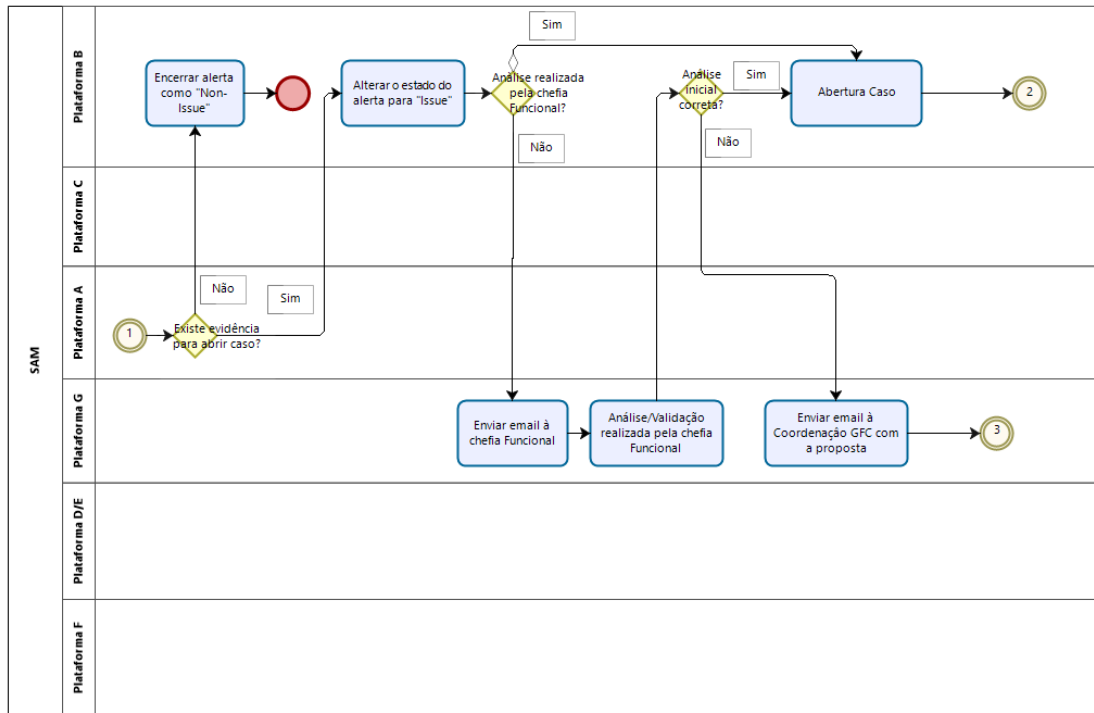 SAM
Plataforma B
Encerrar alerta
como "Non-
Issue"
Alterar o estado do
alerta para "Issue"
Análise realizada
pela chefia
Funcional?
Sim
Não
Análise
inicial
correta?
Sim
Não
Abertura Caso
2
Plataforma C
Plataforma A
1
Existe evidência
para abrir caso?
Não
Sim
Plataforma G
Enviar email à
chefia Funcional
Análise/Validação
realizada pela chefia
Funcional
Enviar email à
Coordenação GFC com
a proposta
3
Plataforma D/E
Plataforma F